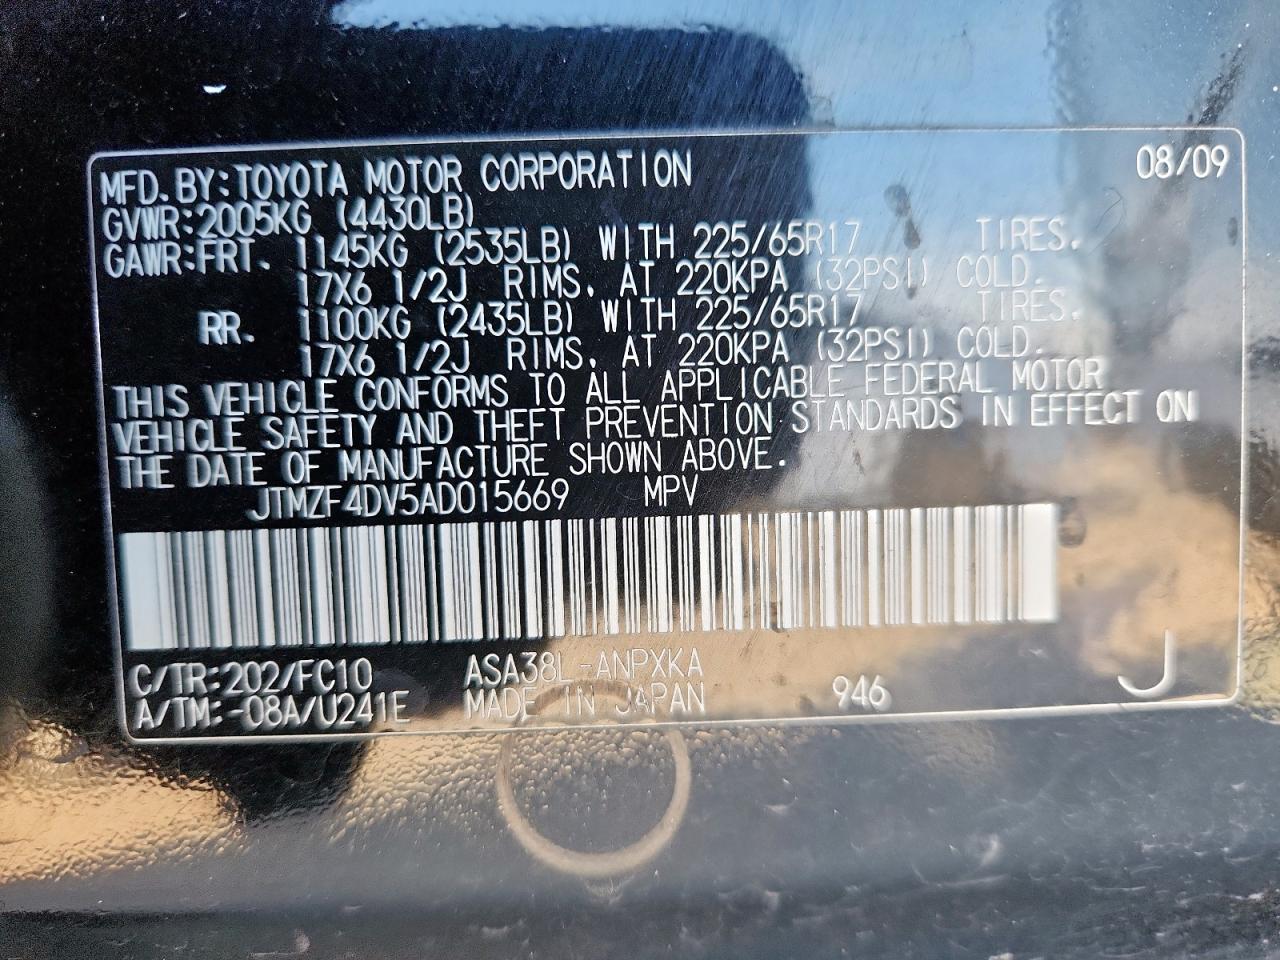 MFD. BY:TOYOTA MOTOR CORPORATION 08/09
GVWR:2005KG (4430LB)
GAWR:FRT. 1145KG (2535LB) WITH 225/65R17 TIRES.
17X6 1/2J RIMS. AT 220KPA (32PSI) COLD.
RR. 1100KG (2435LB) WITH 225/65R17 TIRES.
17X6 1/2J RIMS. AT 220KPA (32PSI) COLD.
THIS VEHICLE CONFORMS TO ALL APPLICABLE FEDERAL MOTOR
VEHICLE SAFETY AND THEFT PREVENTION STANDARDS IN EFFECT ON
THE DATE OF MANUFACTURE SHOWN ABOVE.
JTMZF4DV5AD015669 MPV
C/TR:202/FC10 ASA38L-ANPXKA
A/TM:-08A/U241E MADE IN JAPAN 946 J